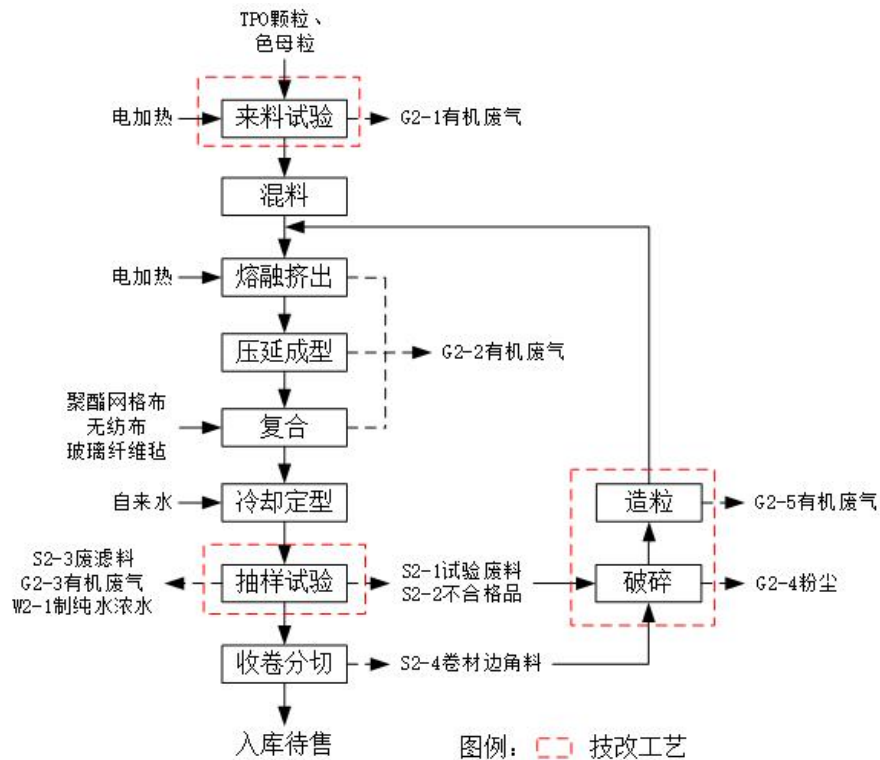 TPO颗粒、
色母粒
电加热
来料试验
G2-1有机废气
混料
电加热
熔融挤出
压延成型
G2-2有机废气
聚酯网格布
无纺布
玻璃纤维毡
复合
自来水
冷却定型
造粒
G2-5有机废气
S2-3废滤料
G2-3有机废气
W2-1制纯水浓水
抽样试验
S2-1试验废料
S2-2不合格品
破碎
G2-4粉尘
收卷分切
S2-4卷材边角料
入库待售
图例：
技改工艺